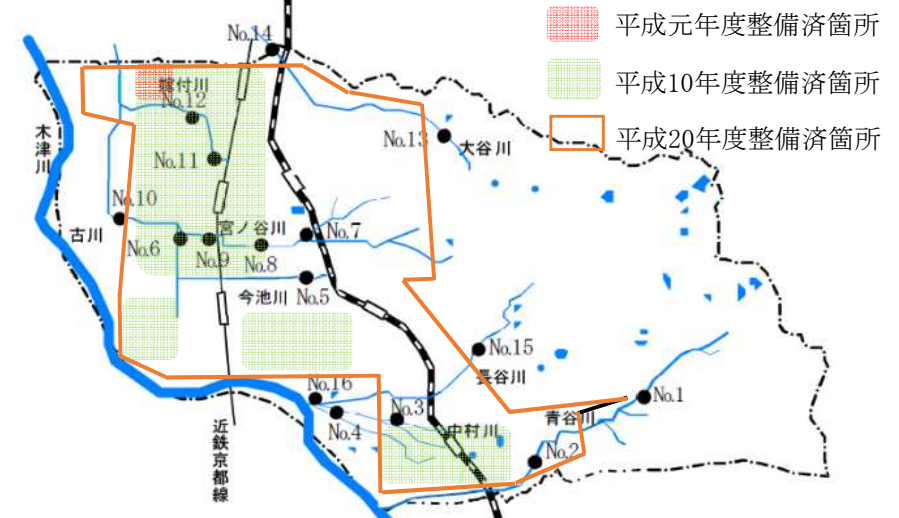 平成元年度整備済箇所
平成10年度整備済箇所
平成20年度整備済箇所
No.14
嫁付川
No.12
No.13
大谷川
木津川
No.11
No.10
古川
宮ノ谷川
No.7
No.6
No.9
No.8
今池川
No.5
No.15
長谷川
No.16
No.1
No.3
青谷川
No.4
中村川
No.2
近鉄京都線